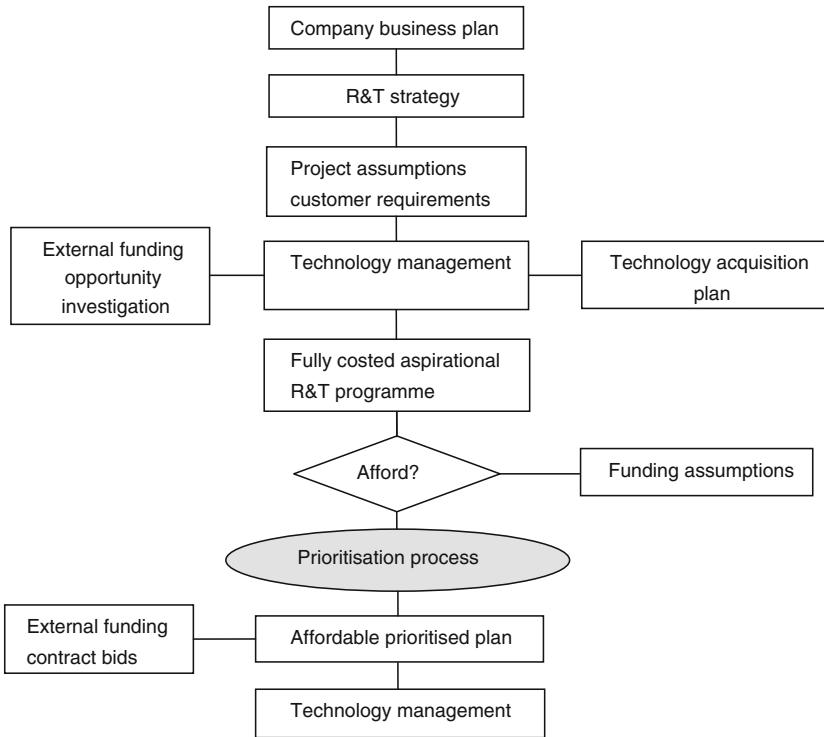 Company business plan
R&T strategy
Project assumptions
customer requirements
External funding
opportunity
investigation
Technology management
Technology acquisition
plan
Fully costed aspirational
R&T programme
Afford?
Funding assumptions
Prioritisation process
External funding
contract bids
Affordable prioritised plan
Technology management